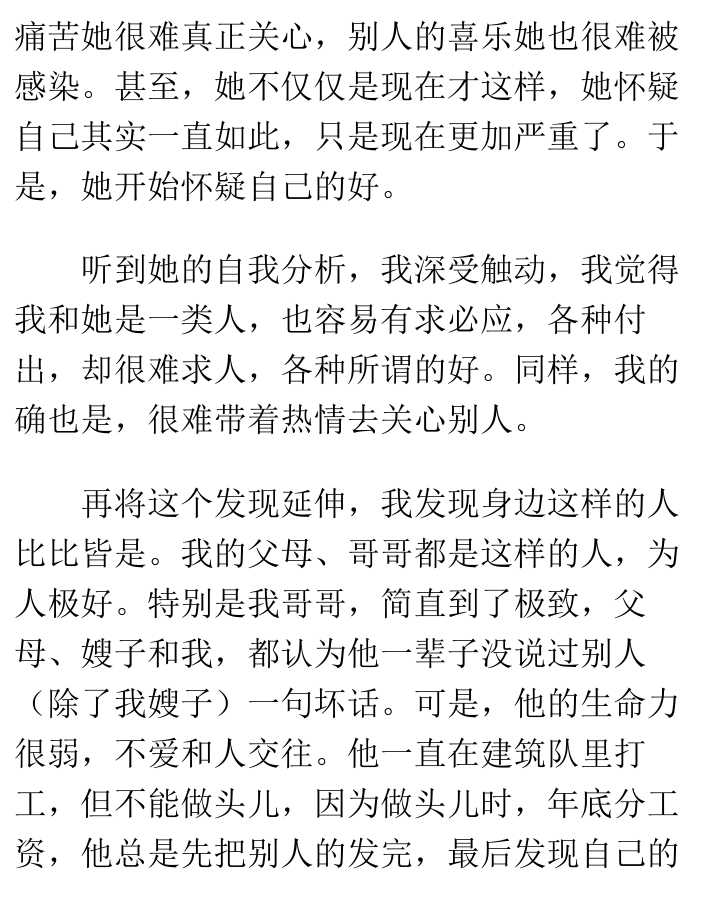 痛苦她很难真正关心，别人的喜乐她也很难被
感染。甚至，她不仅仅是现在才这样，她怀疑
自己其实一直如此，只是现在更加严重了。于
是，她开始怀疑自己的好。
听到她的自我分析，我深受触动，我觉得
我和她是一类人，也容易有求必应，各种付
出，却很难求人，各种所谓的好。同样，我的
确也是，很难带着热情去关心别人。
再将这个发现延伸，我发现身边这样的人
比比皆是。我的父母、哥哥都是这样的人，为
人极好。特别是我哥哥，简直到了极致，父
母、嫂子和我，都认为他一辈子没说过别人
（除了我嫂子）一句坏话。可是，他的生命力
很弱，不爱和人交往。他一直在建筑队里打
工，但不能做头儿，因为做头儿时，年底分工
资，他总是先把别人的发完，最后发现自己的